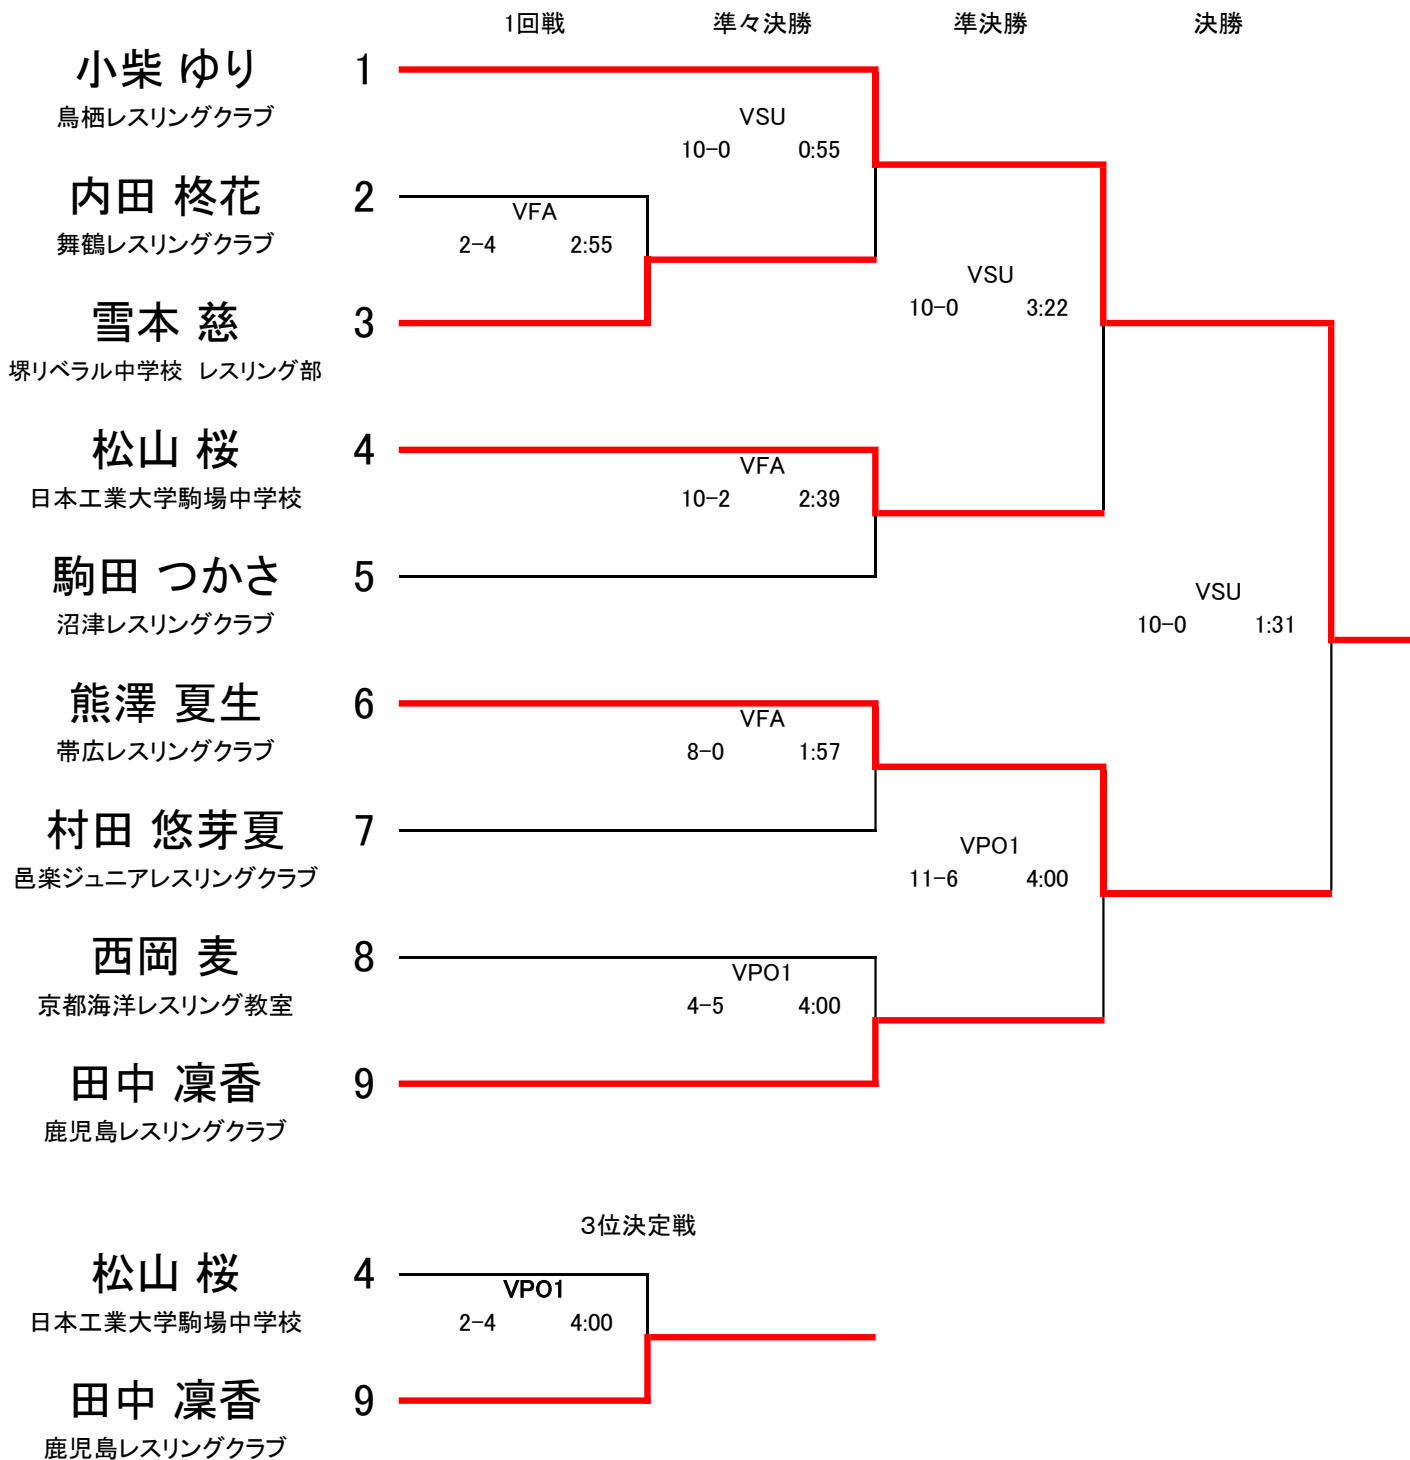 1回戦 準々決勝 準決勝 決勝
小柴 ゆり 1
鳥栖レスリングクラブ
VSU
10-0 0:55
内田 柊花 2
舞鶴レスリングクラブ
VFA
2-4 2:55
VSU
10-0 3:22
雪本 慈 3
堺リベラル中学校 レスリング部
松山 桜 4
日本工業大学駒場中学校
VFA
10-2 2:39
駒田 つかさ 5
沼津レスリングクラブ
VSU
10-0 1:31
熊澤 夏生 6
帯広レスリングクラブ
VFA
8-0 1:57
村田 悠芽夏 7
邑楽ジュニアレスリングクラブ
VPO1
11-6 4:00
西岡 麦 8
京都海洋レスリング教室
VPO1
4-5 4:00
田中 凜香 9
鹿児島レスリングクラブ
3位決定戦
松山 桜 4
日本工業大学駒場中学校
VPO1
2-4 4:00
田中 凜香 9
鹿児島レスリングクラブ